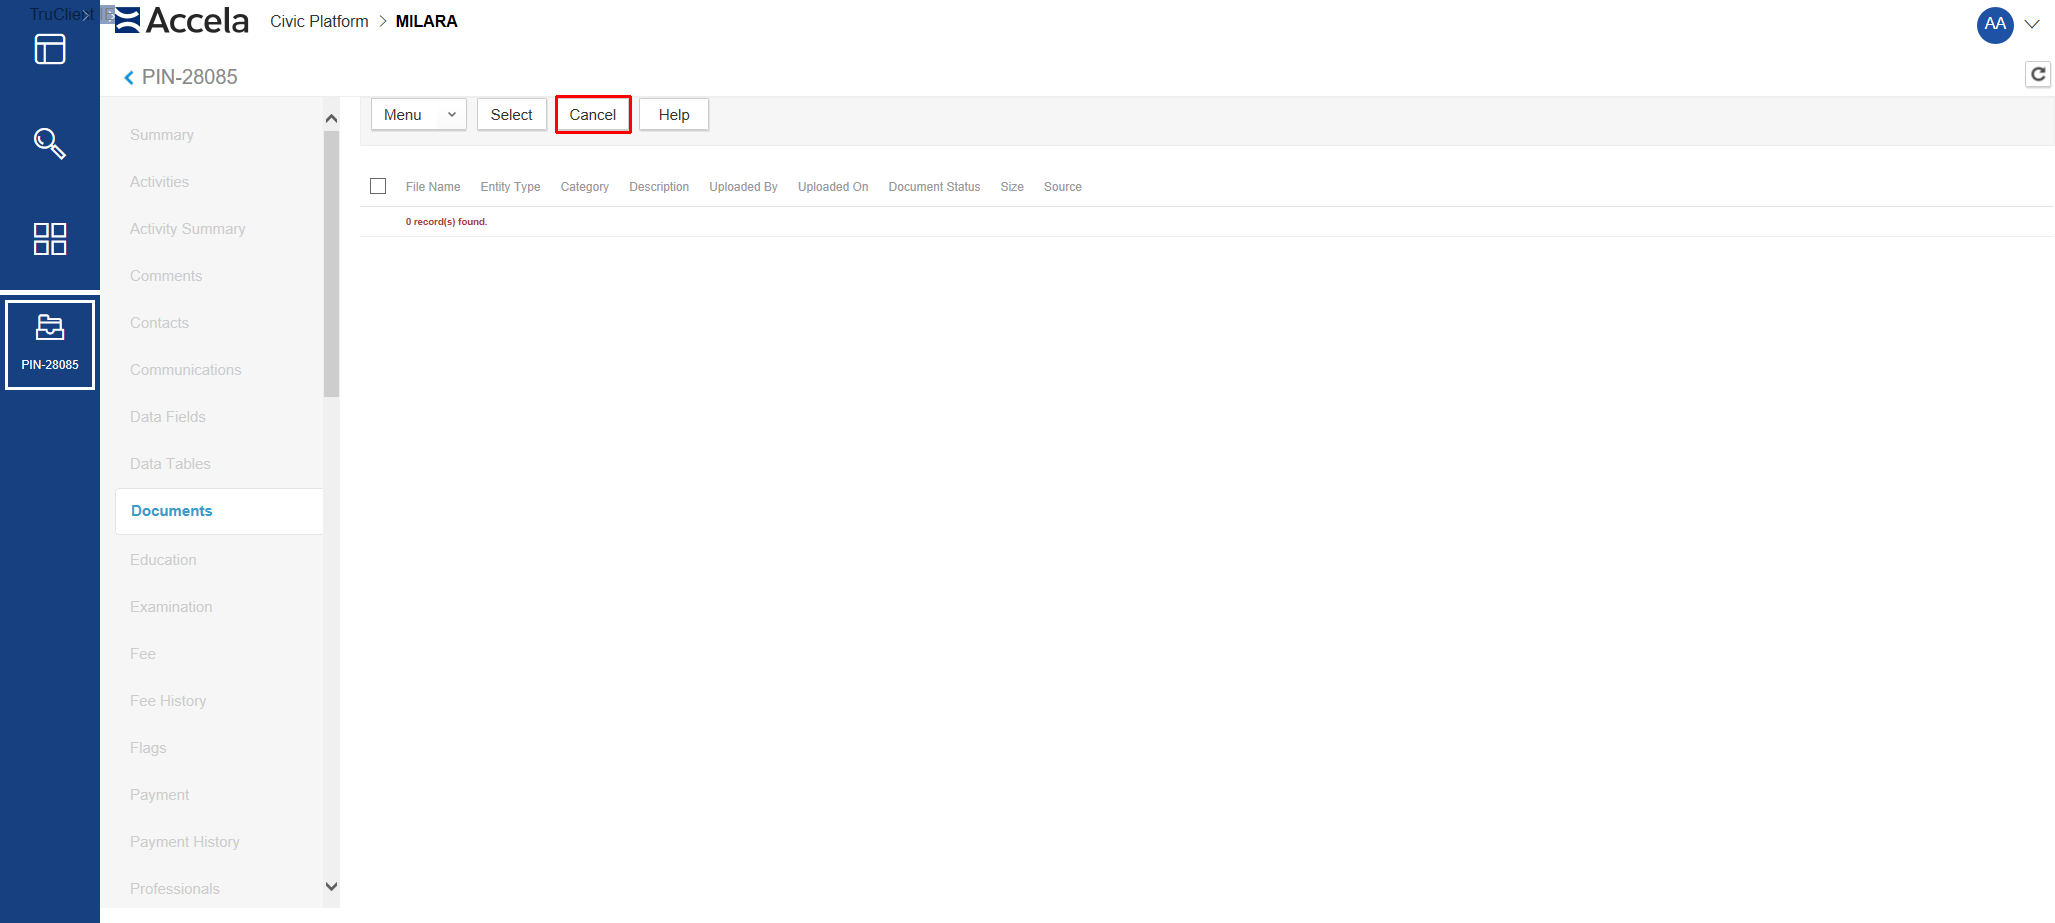 TruClient
Accela
Civic Platform > MILARA
AA
PIN-28085
Menu
Select
Cancel
Help
File Name Entity Type Category Description Uploaded By Uploaded On Document Status Size Source
0 record(s) found.
PIN-28085
Summary
Activities
Activity Summary
Comments
Contacts
Communications
Data Fields
Data Tables
Documents
Education
Examination
Fee
Fee History
Flags
Payment
Payment History
Professionals